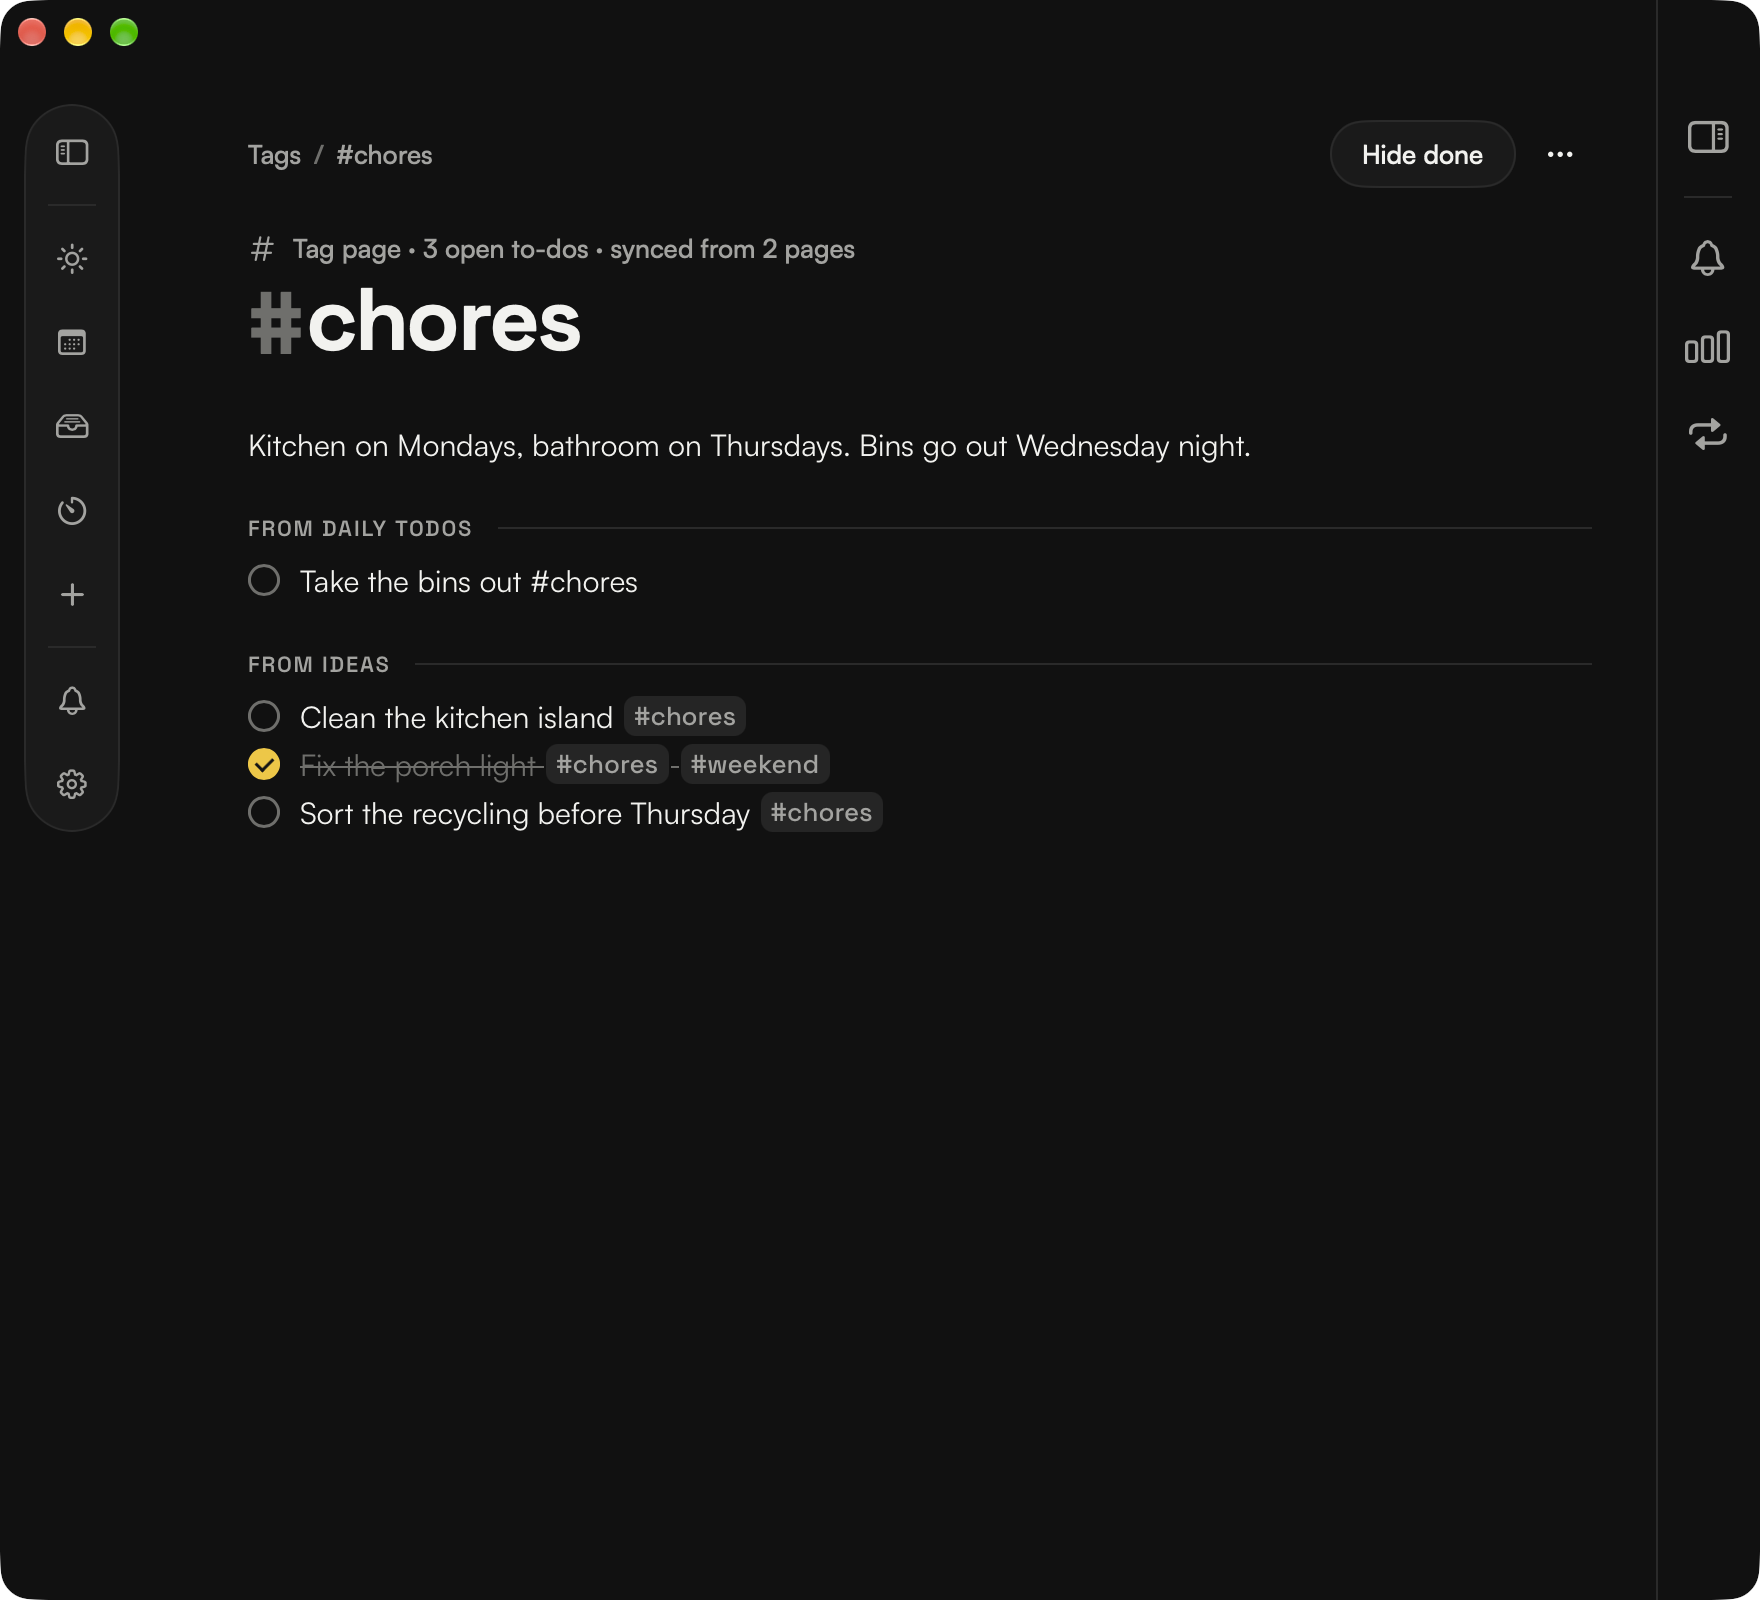 Tags / #chores
Hide done
# Tag page · 3 open to-dos · synced from 2 pages
#chores
Kitchen on Mondays, bathroom on Thursdays. Bins go out Wednesday night.
FROM DAILY TODOS
Take the bins out #chores
FROM IDEAS
Clean the kitchen island #chores
Fix the porch light #chores #weekend
Sort the recycling before Thursday #chores